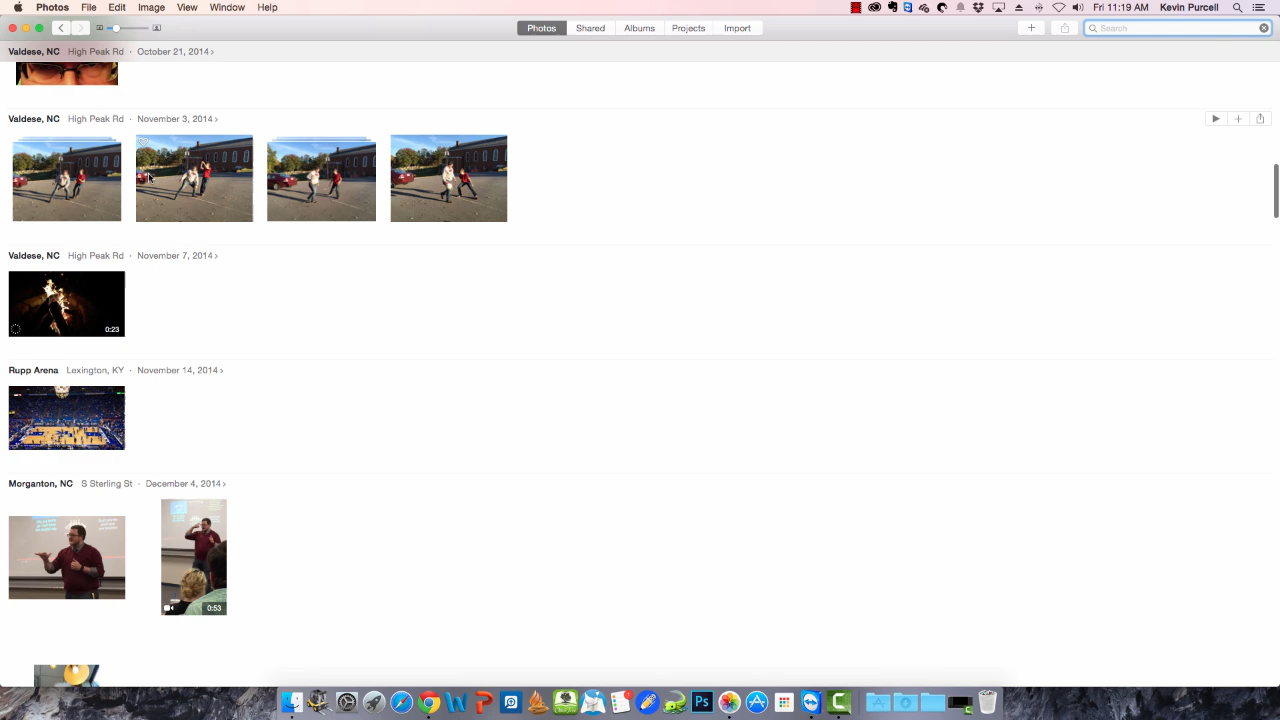 Photos File Edit Image View Window Help Fri 11:19 AM Kevin Purcell
Photos Shared Albums Projects Import Search
Valdese, NC High Peak Rd · October 21, 2014 >
Valdese, NC High Peak Rd · November 3, 2014 >
Valdese, NC High Peak Rd · November 7, 2014 >
0:23
Rupp Arena Lexington, KY · November 14, 2014 >
Morganton, NC S Sterling St · December 4, 2014 >
0:53
Ps